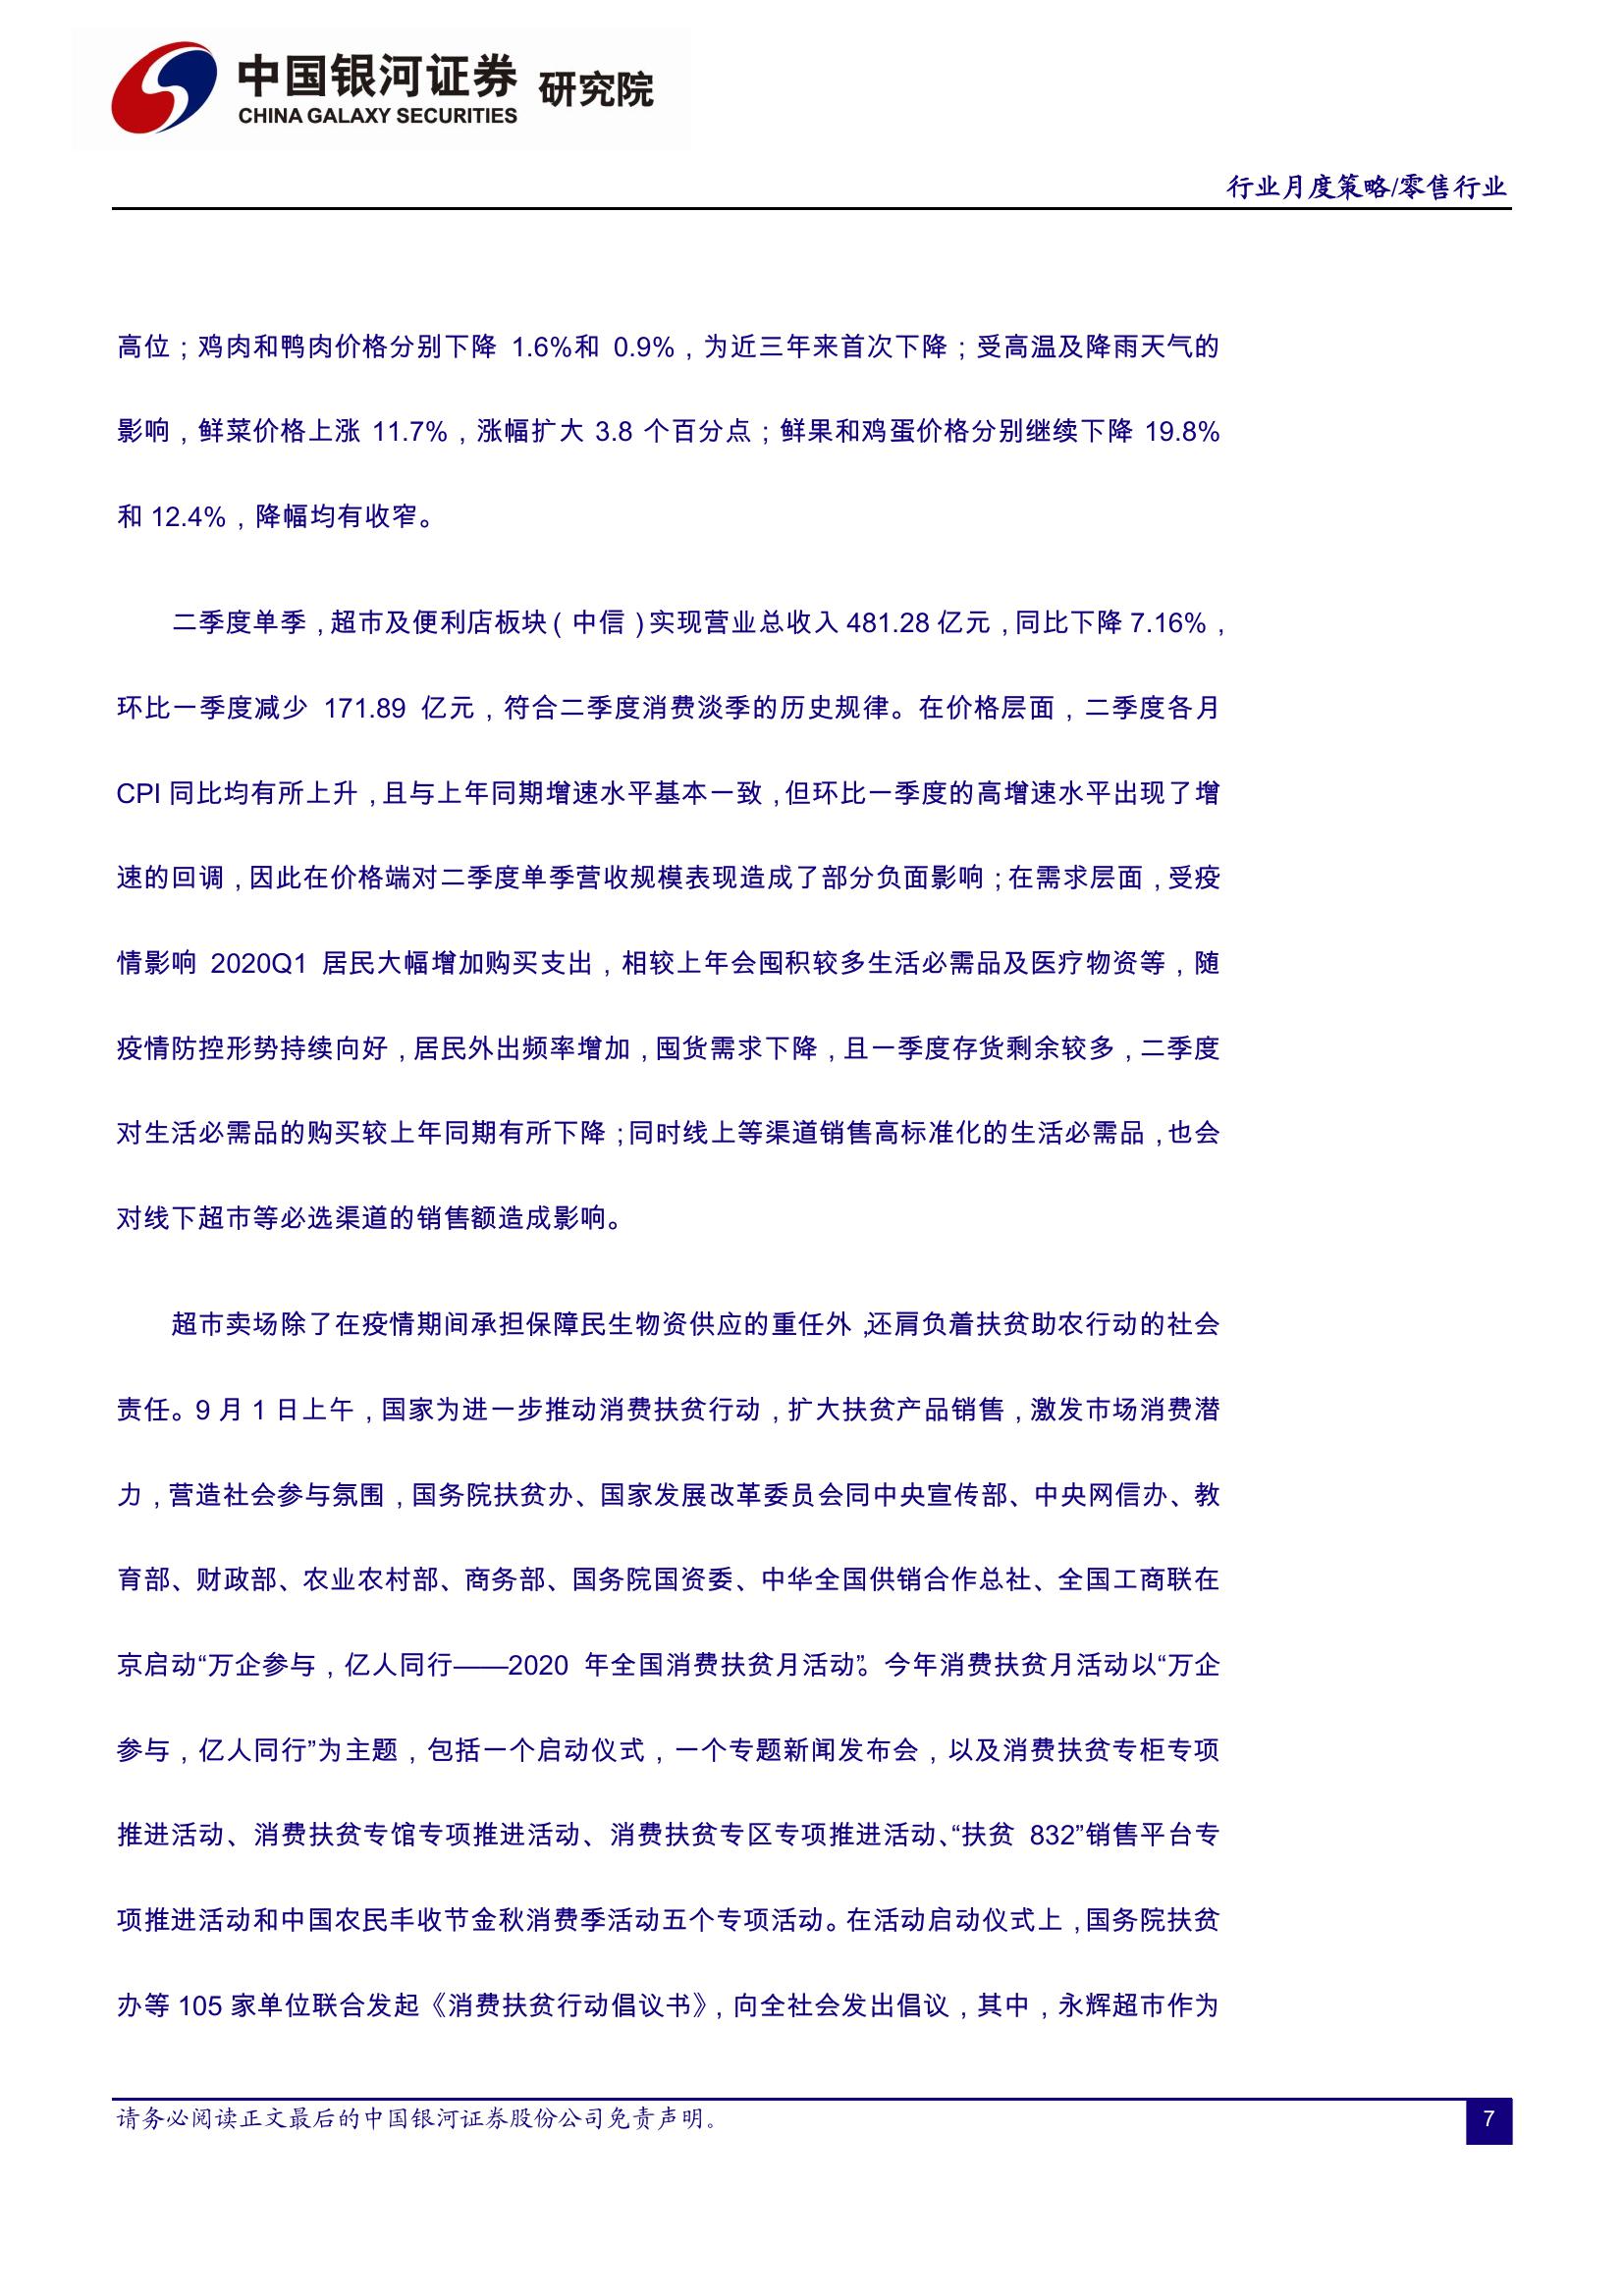 中国银河证券 研究院
CHINA GALAXY SECURITIES
行业月度策略/零售行业
高位；鸡肉和鸭肉价格分别下降 1.6%和 0.9%，为近三年来首次下降；受高温及降雨天气的
影响，鲜菜价格上涨 11.7%，涨幅扩大 3.8 个百分点；鲜果和鸡蛋价格分别继续下降 19.8%
和 12.4%，降幅均有收窄。
二季度单季，超市及便利店板块（中信）实现营业总收入 481.28 亿元，同比下降 7.16%，
环比一季度减少 171.89 亿元，符合二季度消费淡季的历史规律。在价格层面，二季度各月
CPI 同比均有所上升，且与上年同期增速水平基本一致，但环比一季度的高增速水平出现了增
速的回调，因此在价格端对二季度单季营收规模表现造成了部分负面影响；在需求层面，受疫
情影响 2020Q1 居民大幅增加购买支出，相较上年会囤积较多生活必需品及医疗物资等，随
疫情防控形势持续向好，居民外出频率增加，囤货需求下降，且一季度存货剩余较多，二季度
对生活必需品的购买较上年同期有所下降；同时线上等渠道销售高标准化的生活必需品，也会
对线下超市等必选渠道的销售额造成影响。
超市卖场除了在疫情期间承担保障民生物资供应的重任外，还肩负着扶贫助农行动的社会
责任。9 月 1 日上午，国家为进一步推动消费扶贫行动，扩大扶贫产品销售，激发市场消费潜
力，营造社会参与氛围，国务院扶贫办、国家发展改革委员会同中央宣传部、中央网信办、教
育部、财政部、农业农村部、商务部、国务院国资委、中华全国供销合作总社、全国工商联在
京启动“万企参与，亿人同行——2020 年全国消费扶贫月活动”。今年消费扶贫月活动以“万企
参与，亿人同行”为主题，包括一个启动仪式，一个专题新闻发布会，以及消费扶贫专柜专项
推进活动、消费扶贫专馆专项推进活动、消费扶贫专区专项推进活动、“扶贫 832”销售平台专
项推进活动和中国农民丰收节金秋消费季活动五个专项活动。在活动启动仪式上，国务院扶贫
办等 105 家单位联合发起《消费扶贫行动倡议书》，向全社会发出倡议，其中，永辉超市作为
请务必阅读正文最后的中国银河证券股份公司免责声明。
7